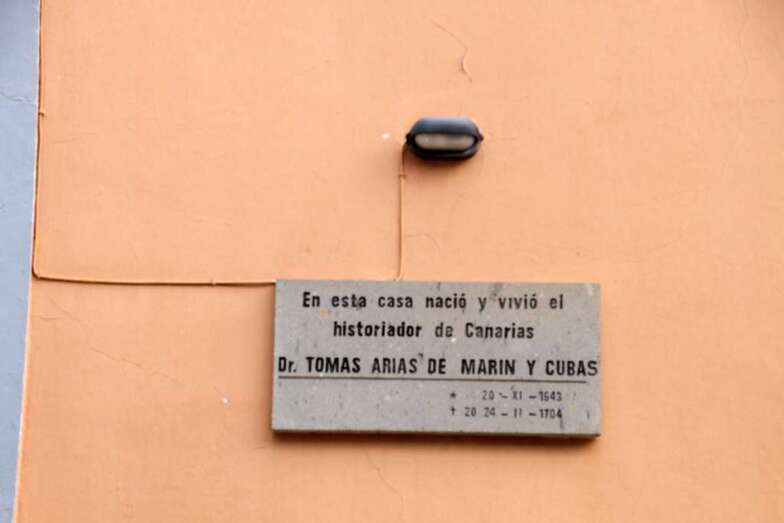 En esta casa nació y vivió el
historiador de Canarias
Dr. TOMAS ARIAS DE MARIN Y CUBAS
* 20 - XI - 1643
† 20 24 - II - 1704